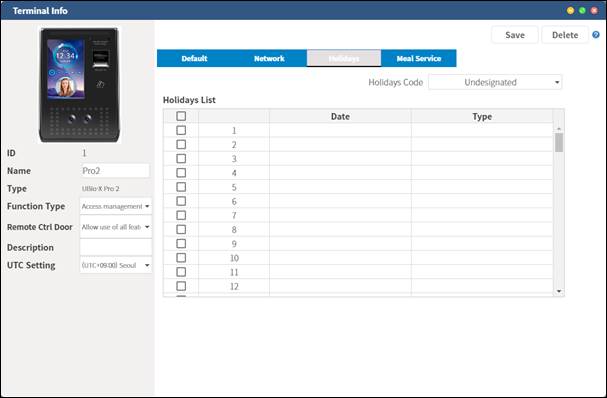 Terminal Info
Save
Delete
Default
Network
Holidays
Meal Service
Holidays Code
Undesignated
Holidays List
Date
Type
1
2
3
4
5
6
7
8
9
10
11
12
12:34
ID
1
Name
Pro2
Type
UBio-X Pro 2
Function Type
Access management
Remote Ctrl Door
Allow use of all feat
Description
UTC Setting
(UTC+09:00) Seoul